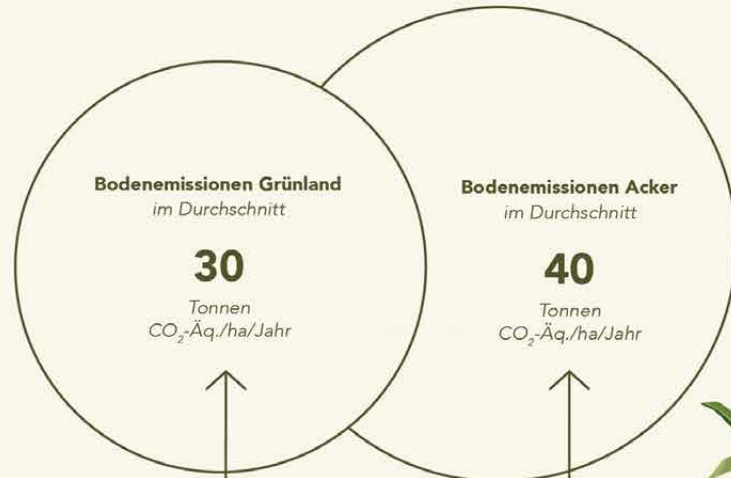 Bodenemissionen Grünland
im Durchschnitt
30
Tonnen
CO₂-Äq./ha/Jahr
Bodenemissionen Acker
im Durchschnitt
40
Tonnen
CO₂-Äq./ha/Jahr